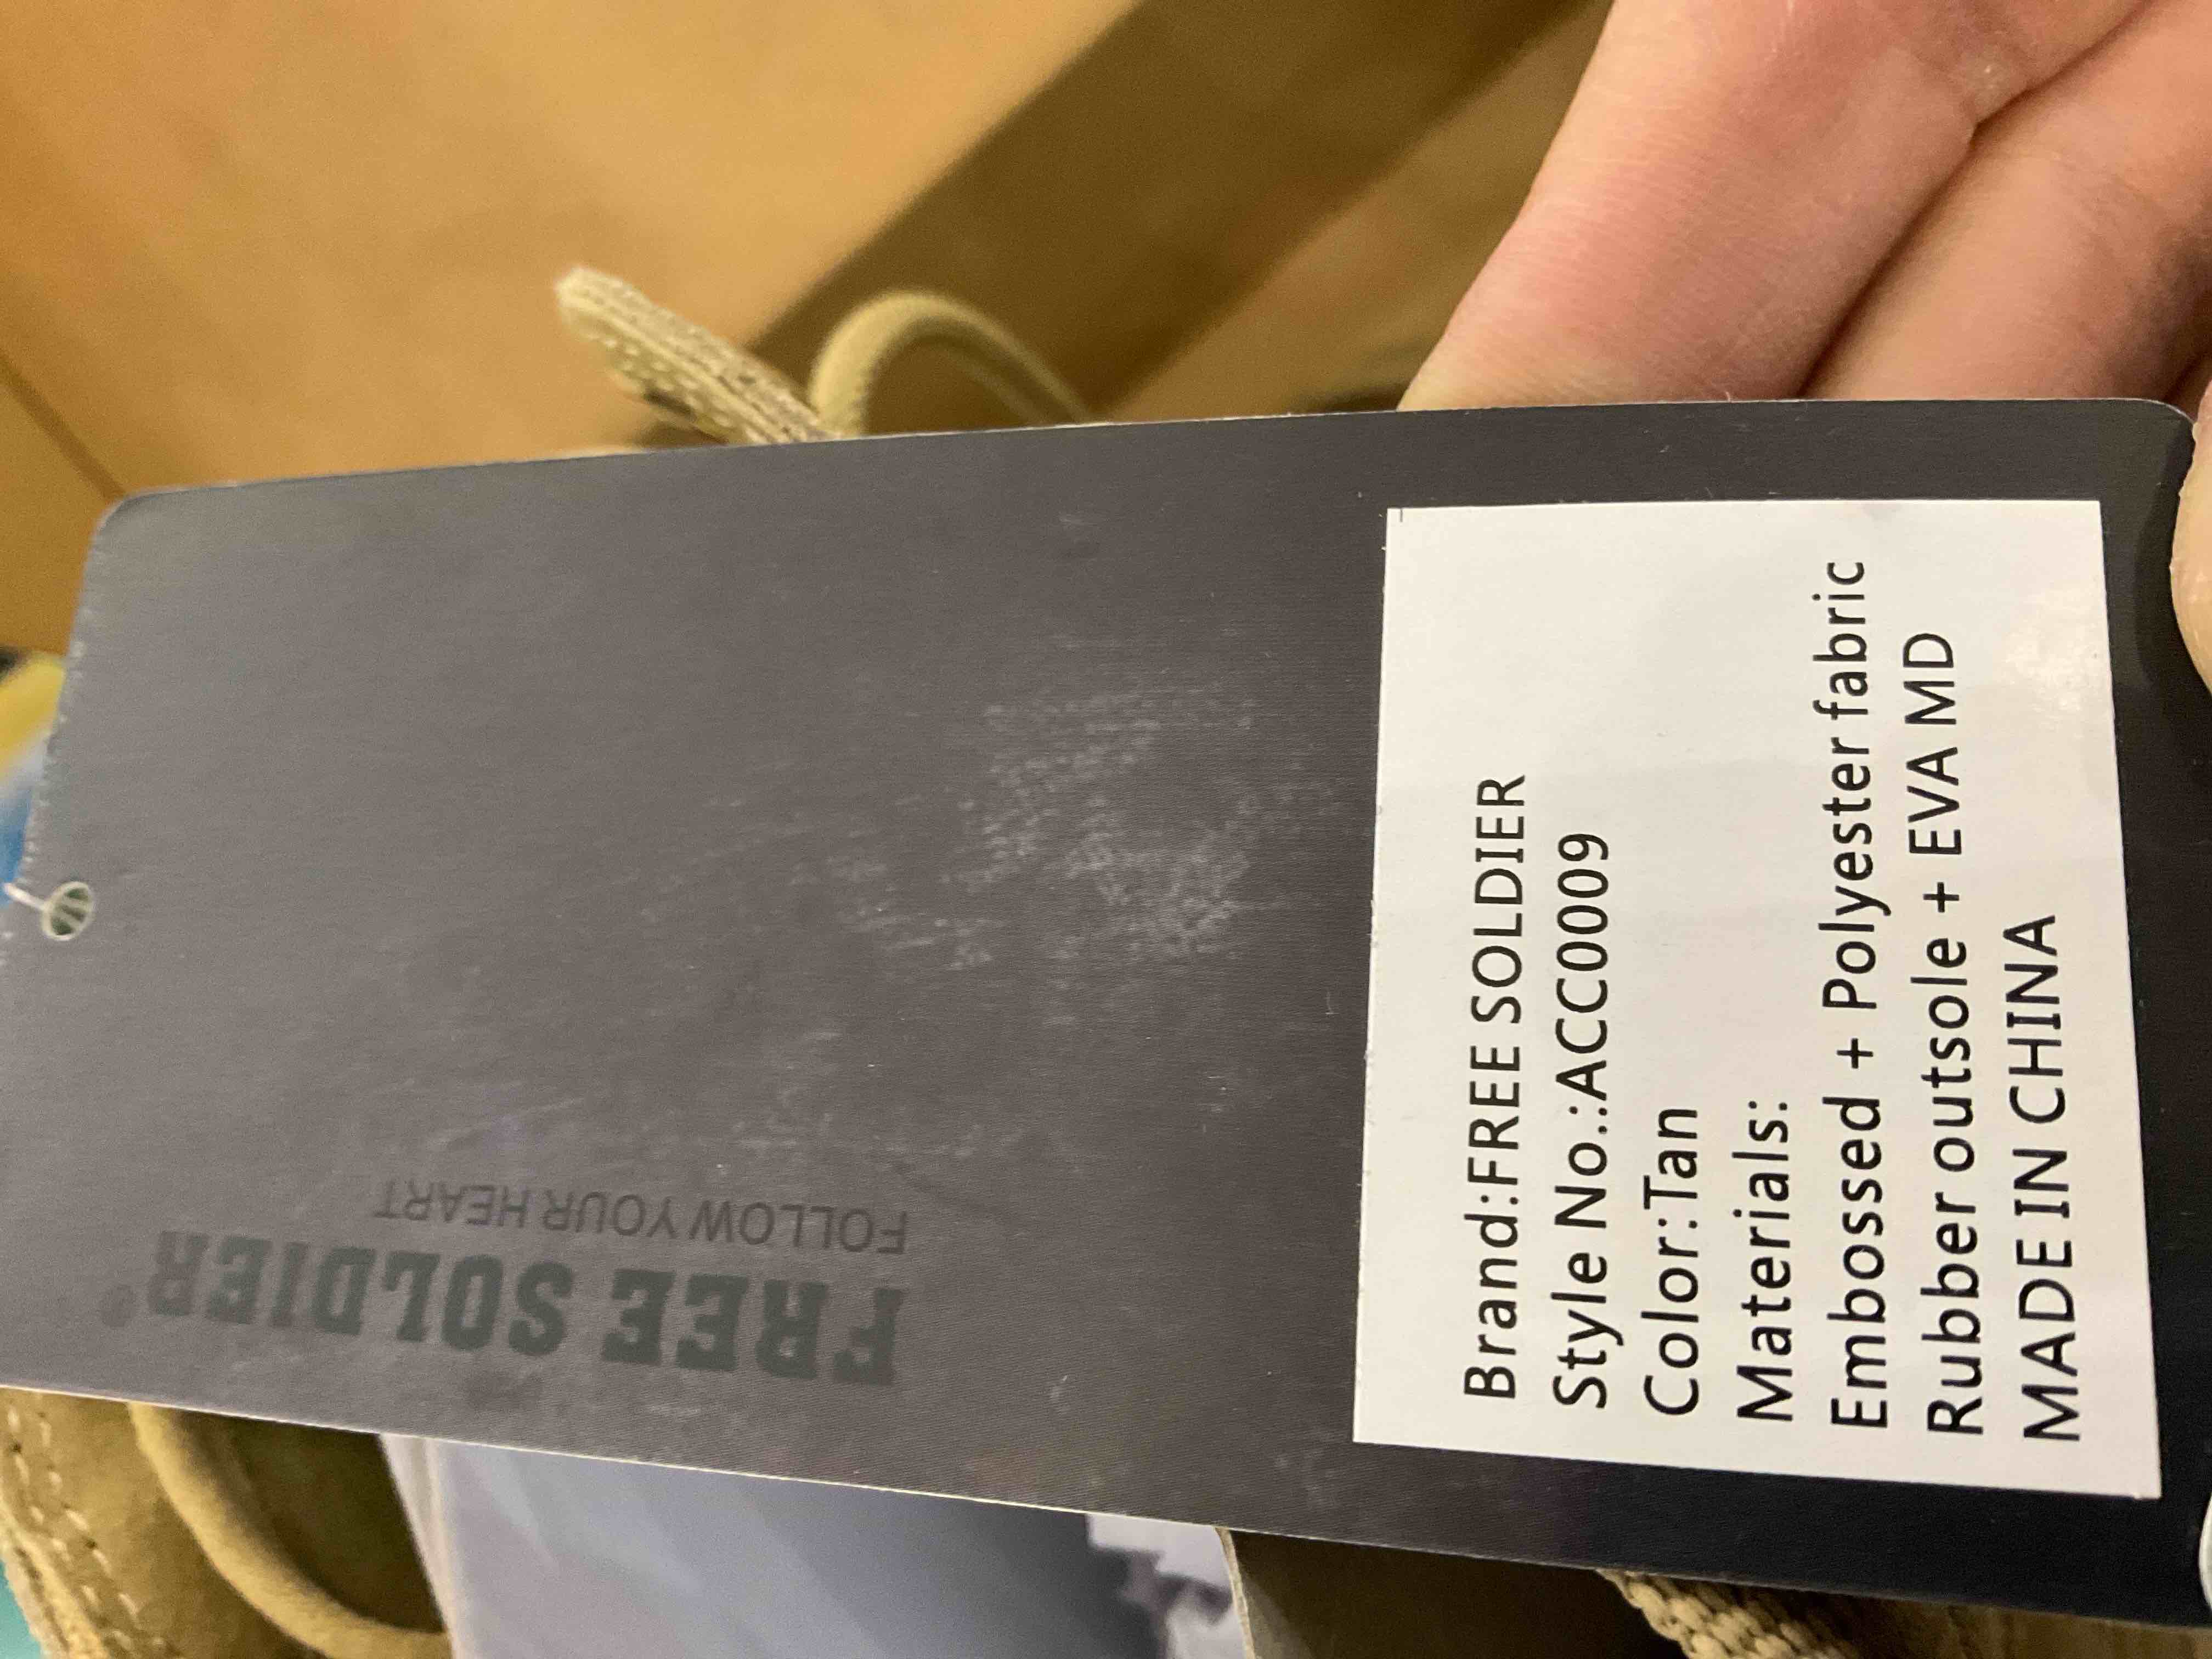 FREE SOLDIER®
FOLLOW YOUR HEART
Brand:FREE SOLDIER
Style No.:ACC0009
Color:Tan
Materials:
Embossed + Polyester fabric
Rubber outsole + EVA MD
MADE IN CHINA